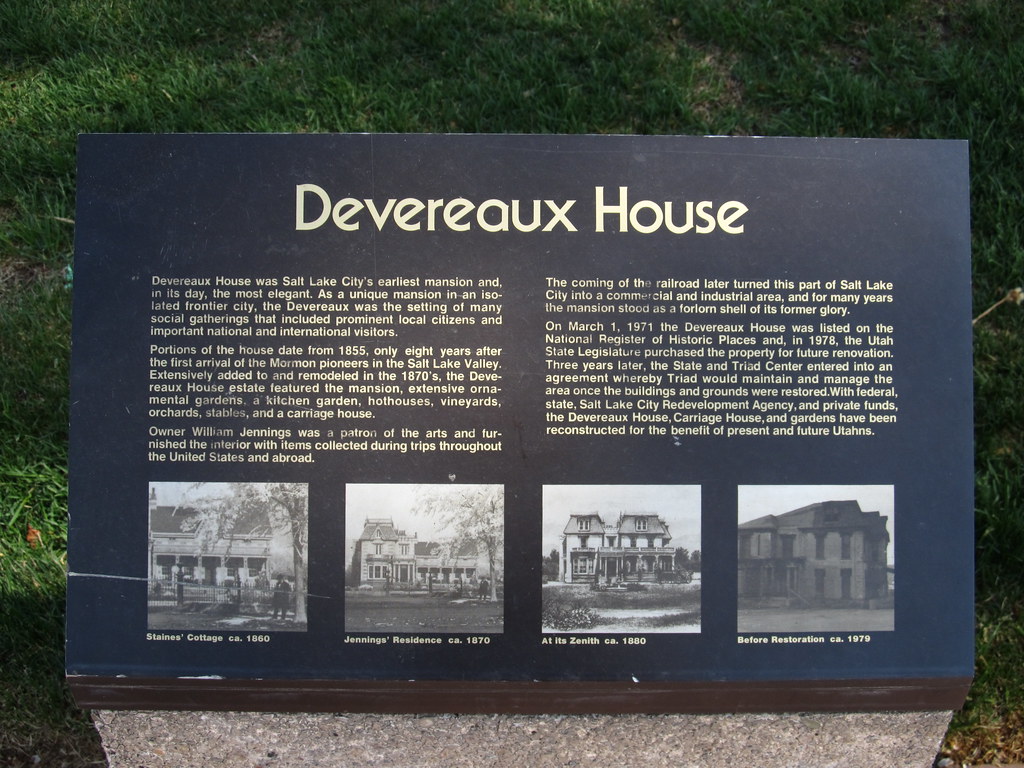 Devereaux House
Devereaux House was Salt Lake City's earliest mansion and,
in its day, the most elegant. As a unique mansion in an iso-
lated frontier city, the Devereaux was the setting of many
social gatherings that included prominent local citizens and
important national and international visitors.
Portions of the house date from 1855, only eight years after
the first arrival of the Mormon pioneers in the Salt Lake Valley.
Extensively added to and remodeled in the 1870's, the Deve-
reaux House estate featured the mansion, extensive orna-
mental gardens, a kitchen garden, hothouses, vineyards,
orchards, stables, and a carriage house.
Owner William Jennings was a patron of the arts and fur-
nished the interior with items collected during trips throughout
the United States and abroad.
The coming of the railroad later turned this part of Salt Lake
City into a commercial and industrial area, and for many years
the mansion stood as a forlorn shell of its former glory.
On March 1, 1971 the Devereaux House was listed on the
National Register of Historic Places and, in 1978, the Utah
State Legislature purchased the property for future renovation.
Three years later, the State and Triad Center entered into an
agreement whereby Triad would maintain and manage the
area once the buildings and grounds were restored.With federal,
state, Salt Lake City Redevelopment Agency, and private funds,
the Devereaux House, Carriage House, and gardens have been
reconstructed for the benefit of present and future Utahns.
Staines' Cottage ca. 1860
Jennings' Residence ca. 1870
At its Zenith ca. 1880
Before Restoration ca. 1979